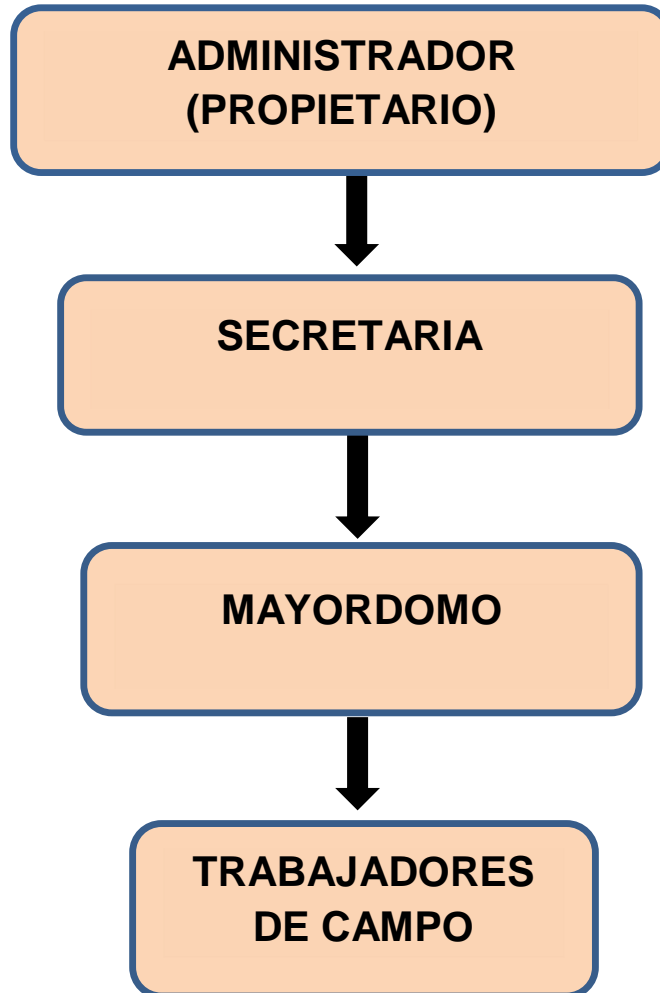 ADMINISTRADOR
(PROPIETARIO)
SECRETARIA
MAYORDOMO
TRABAJADORES
DE CAMPO